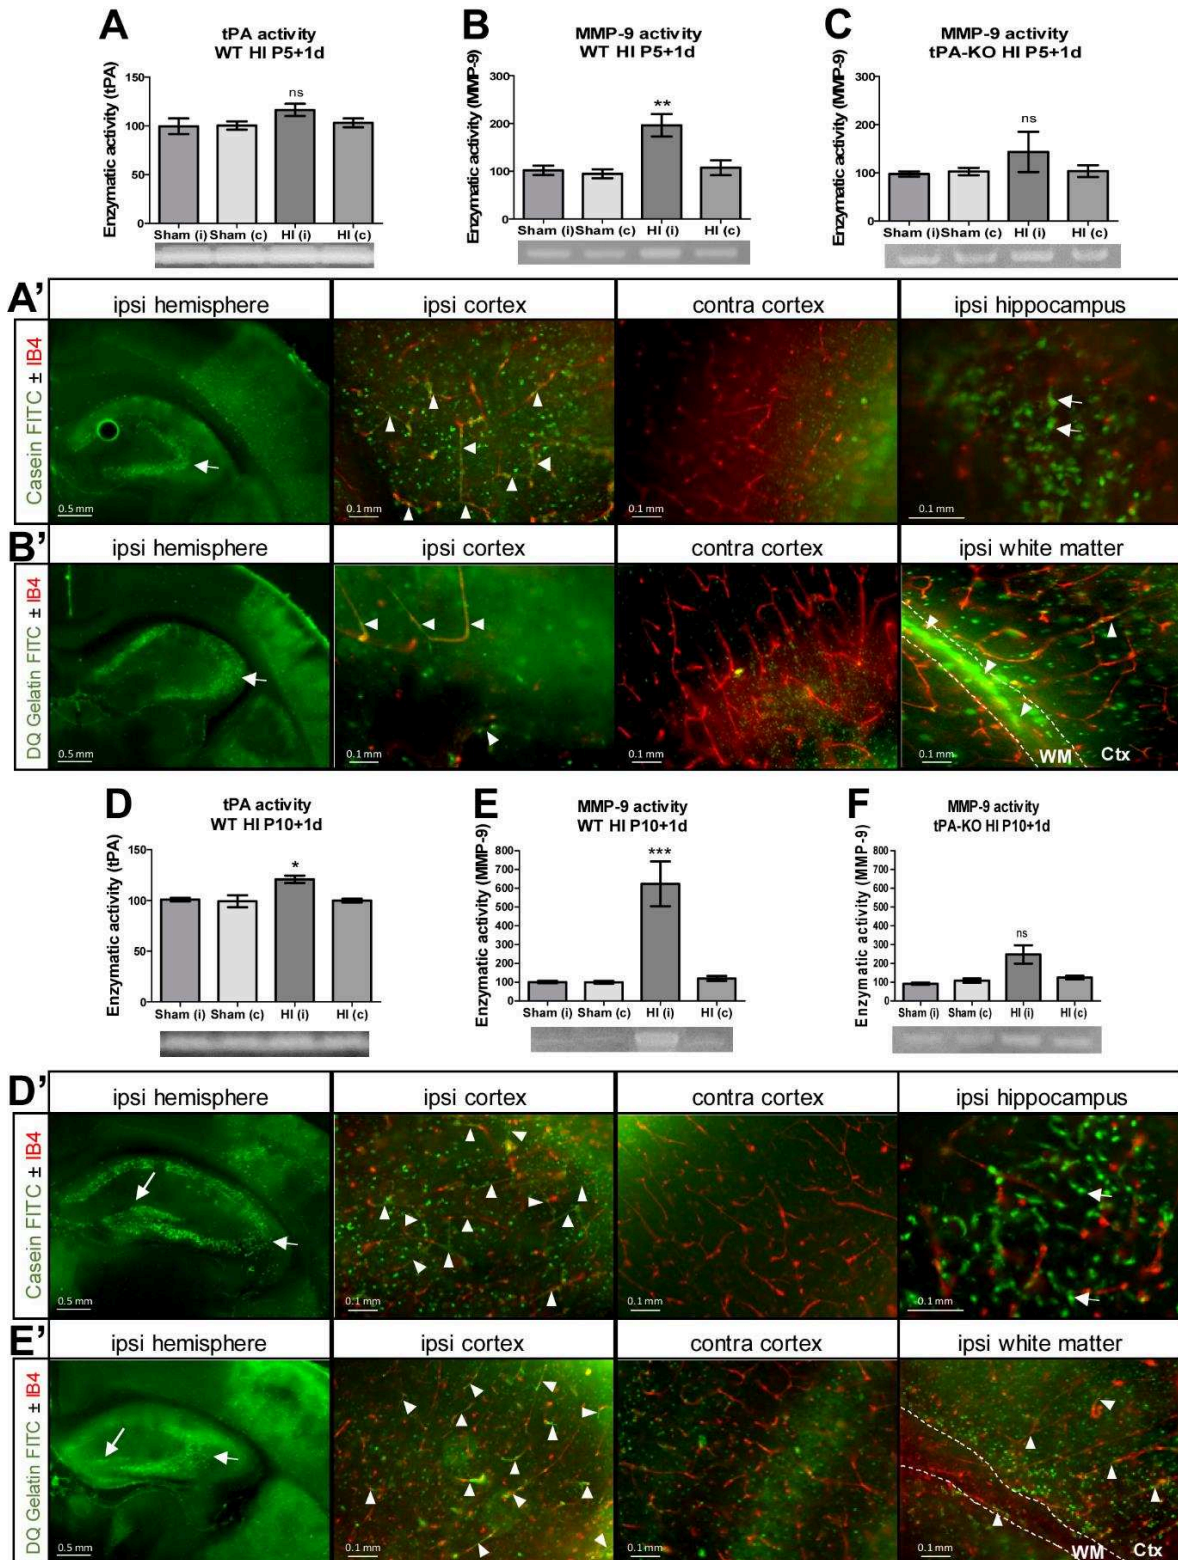 A
tPA activity
WT HI P5+1d
Enzymatic activity (tPA)
150
100
50
0
ns
Sham (i) Sham (c) HI (i) HI (c)
B
MMP-9 activity
WT HI P5+1d
Enzymatic activity (MMP-9)
300
200
100
0
**
Sham (i) Sham (c) HI (i) HI (c)
C
MMP-9 activity
tPA-KO HI P5+1d
Enzymatic activity (MMP-9)
300
200
100
0
ns
Sham (i) Sham (c) HI (i) HI (c)
A'
ipsi hemisphere ipsi cortex contra cortex ipsi hippocampus
Casein FITC ± IB4
0.5 mm 0.1 mm 0.1 mm 0.1 mm
B'
ipsi hemisphere ipsi cortex contra cortex ipsi white matter
DQ Gelatin FITC ± IB4
0.5 mm 0.1 mm 0.1 mm 0.1 mm WM Ctx
D
tPA activity
WT HI P10+1d
Enzymatic activity (tPA)
150
100
50
0
*
Sham (i) Sham (c) HI (i) HI (c)
E
MMP-9 activity
WT HI P10+1d
Enzymatic activity (MMP-9)
800
700
600
500
400
300
200
100
0
***
Sham (i) Sham (c) HI (i) HI (c)
F
MMP-9 activity
tPA-KO HI P10+1d
Enzymatic activity (MMP-9)
800
700
600
500
400
300
200
100
0
ns
Sham (i) Sham (c) HI (i) HI (c)
D'
ipsi hemisphere ipsi cortex contra cortex ipsi hippocampus
Casein FITC ± IB4
0.5 mm 0.1 mm 0.1 mm 0.1 mm
E'
ipsi hemisphere ipsi cortex contra cortex ipsi white matter
DQ Gelatin FITC ± IB4
0.5 mm 0.1 mm 0.1 mm 0.1 mm WM Ctx